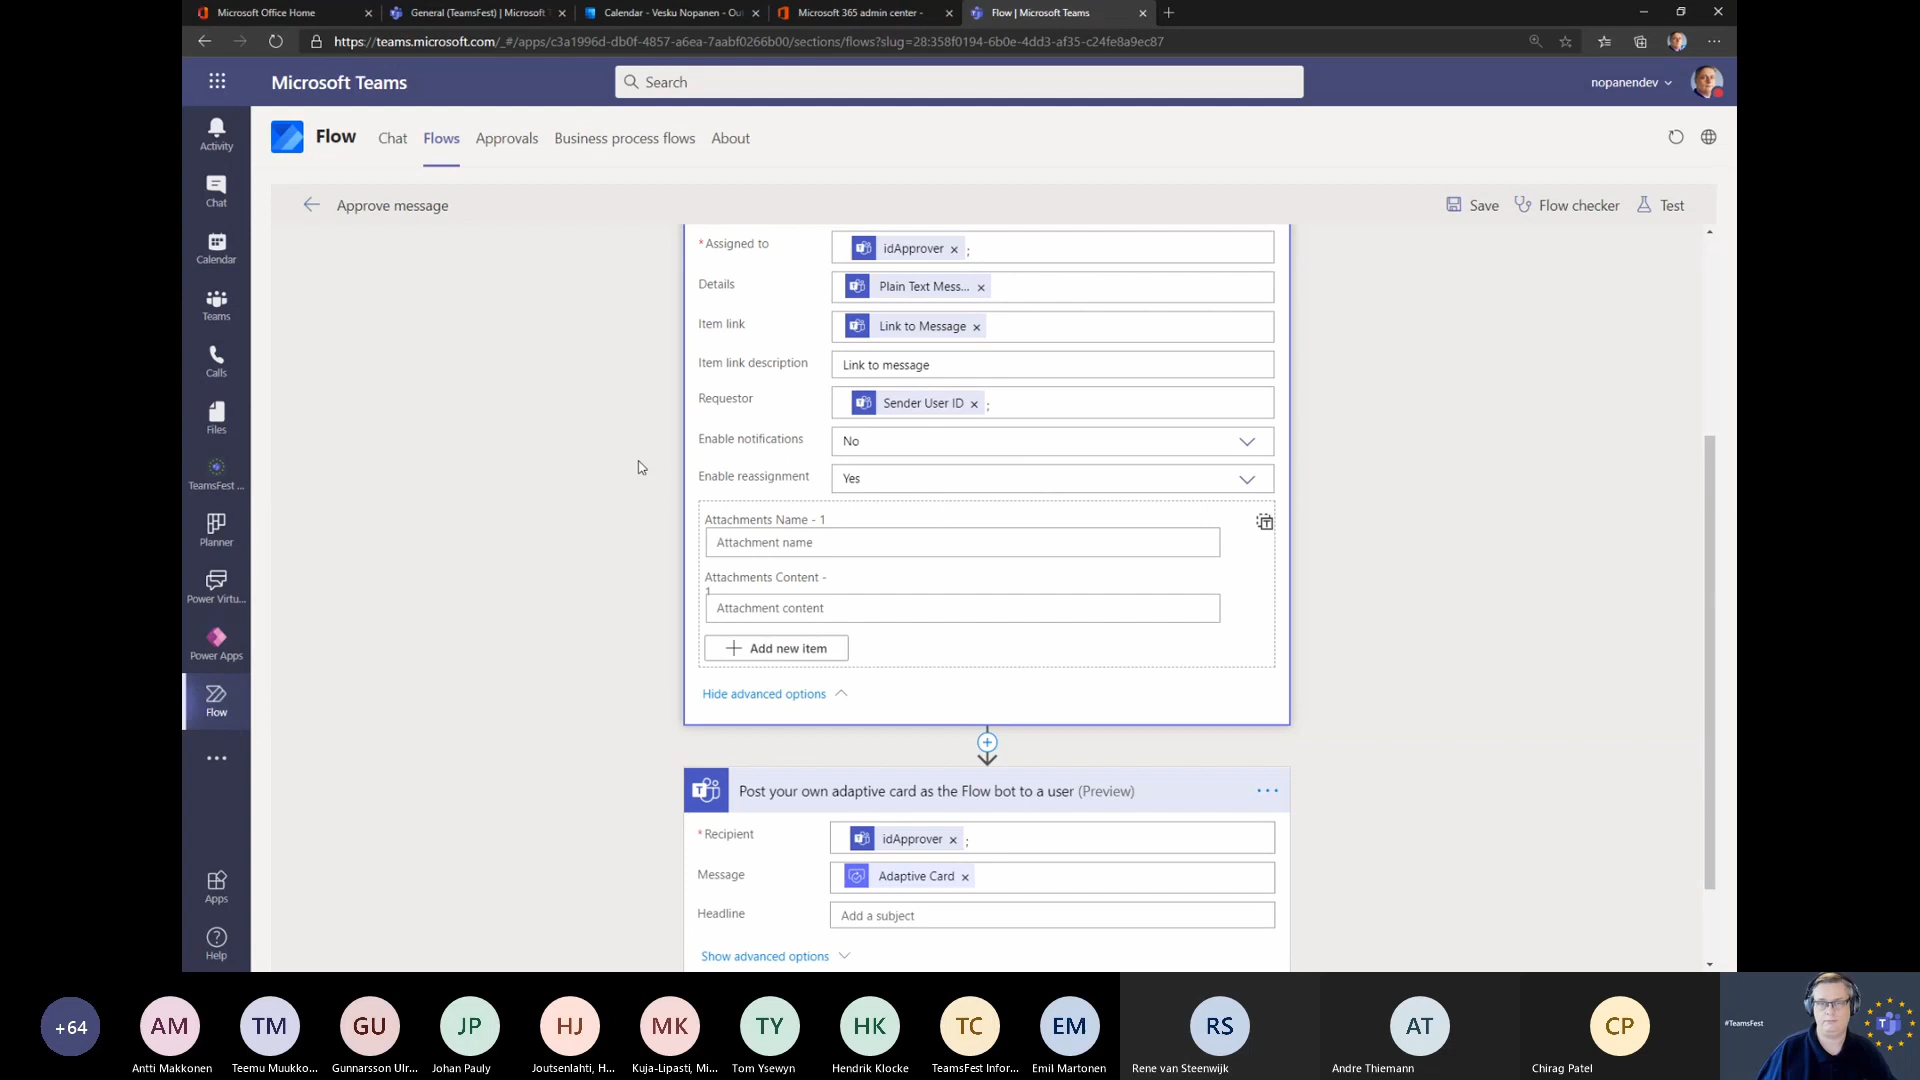 Microsoft Office Home
General (TeamsFest) | Microsoft T
Calendar - Vesku Nopanen - Out
Microsoft 365 admin center -
Flow | Microsoft Teams
https://teams.microsoft.com/_#/apps/c3a1996d-db0f-4857-a6ea-7aabf0266b00/sections/flows?slug=28:358f0194-6b0e-4dd3-af35-c24fe8a9ec87
Microsoft Teams
Search
nopanendev
Activity
Chat
Calendar
Teams
Calls
Files
TeamsFest ...
Planner
Power Virtu...
Power Apps
Flow
Apps
Help
Flow
Chat
Flows
Approvals
Business process flows
About
Approve message
Save
Flow checker
Test
*Assigned to
idApprover ;
Details
Plain Text Mess...
Item link
Link to Message
Item link description
Link to message
Requestor
Sender User ID ;
Enable notifications
No
Enable reassignment
Yes
Attachments Name - 1
Attachment name
Attachments Content -
1
Attachment content
Add new item
Hide advanced options
Post your own adaptive card as the Flow bot to a user (Preview)
*Recipient
idApprover ;
Message
Adaptive Card
Headline
Add a subject
Show advanced options
+64
AM
TM
GU
JP
HJ
MK
TY
HK
TC
EM
RS
AT
CP
Antti Makkonen
Teemu Muukko...
Gunnarsson Ulr...
Johan Pauly
Joutsenlahti, H...
Kuja-Lipasti, Mi...
Tom Ysewyn
Hendrik Klocke
TeamsFest Infor...
Emil Martonen
Rene van Steenwijk
Andre Thiemann
Chirag Patel
#TeamsFest